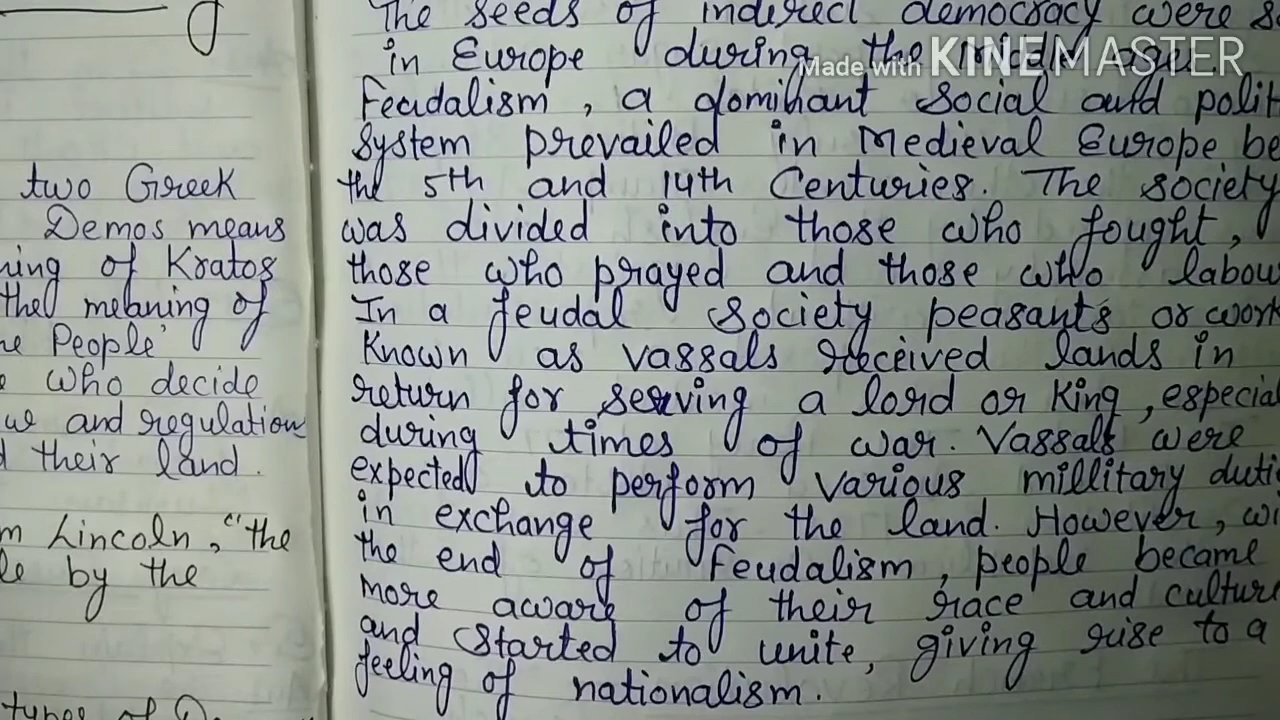 two Greek
Demos means
of Kratos
the meaning of
People'
who decide
and regulation
their land.
Lincoln, "the
by the
types of
The seeds of indirect democracy were
in Europe during the middle ages.
Feudalism, a dominant social and polit
system prevailed in Medieval Europe be
the 5th and 14th Centuries. The society
was divided into those who fought,
those who prayed and those who labou
In a feudal society peasants or work
Known as vassals received lands in
return for serving a lord or King, especial
during times of war. Vassals were
expected to perform various millitary duti
in exchange for the land. However, wi
the end of Feudalism, people became
more aware of their race and cultur
and started to unite, giving rise to a
feeling of nationalism.
Made with KINEMASTER